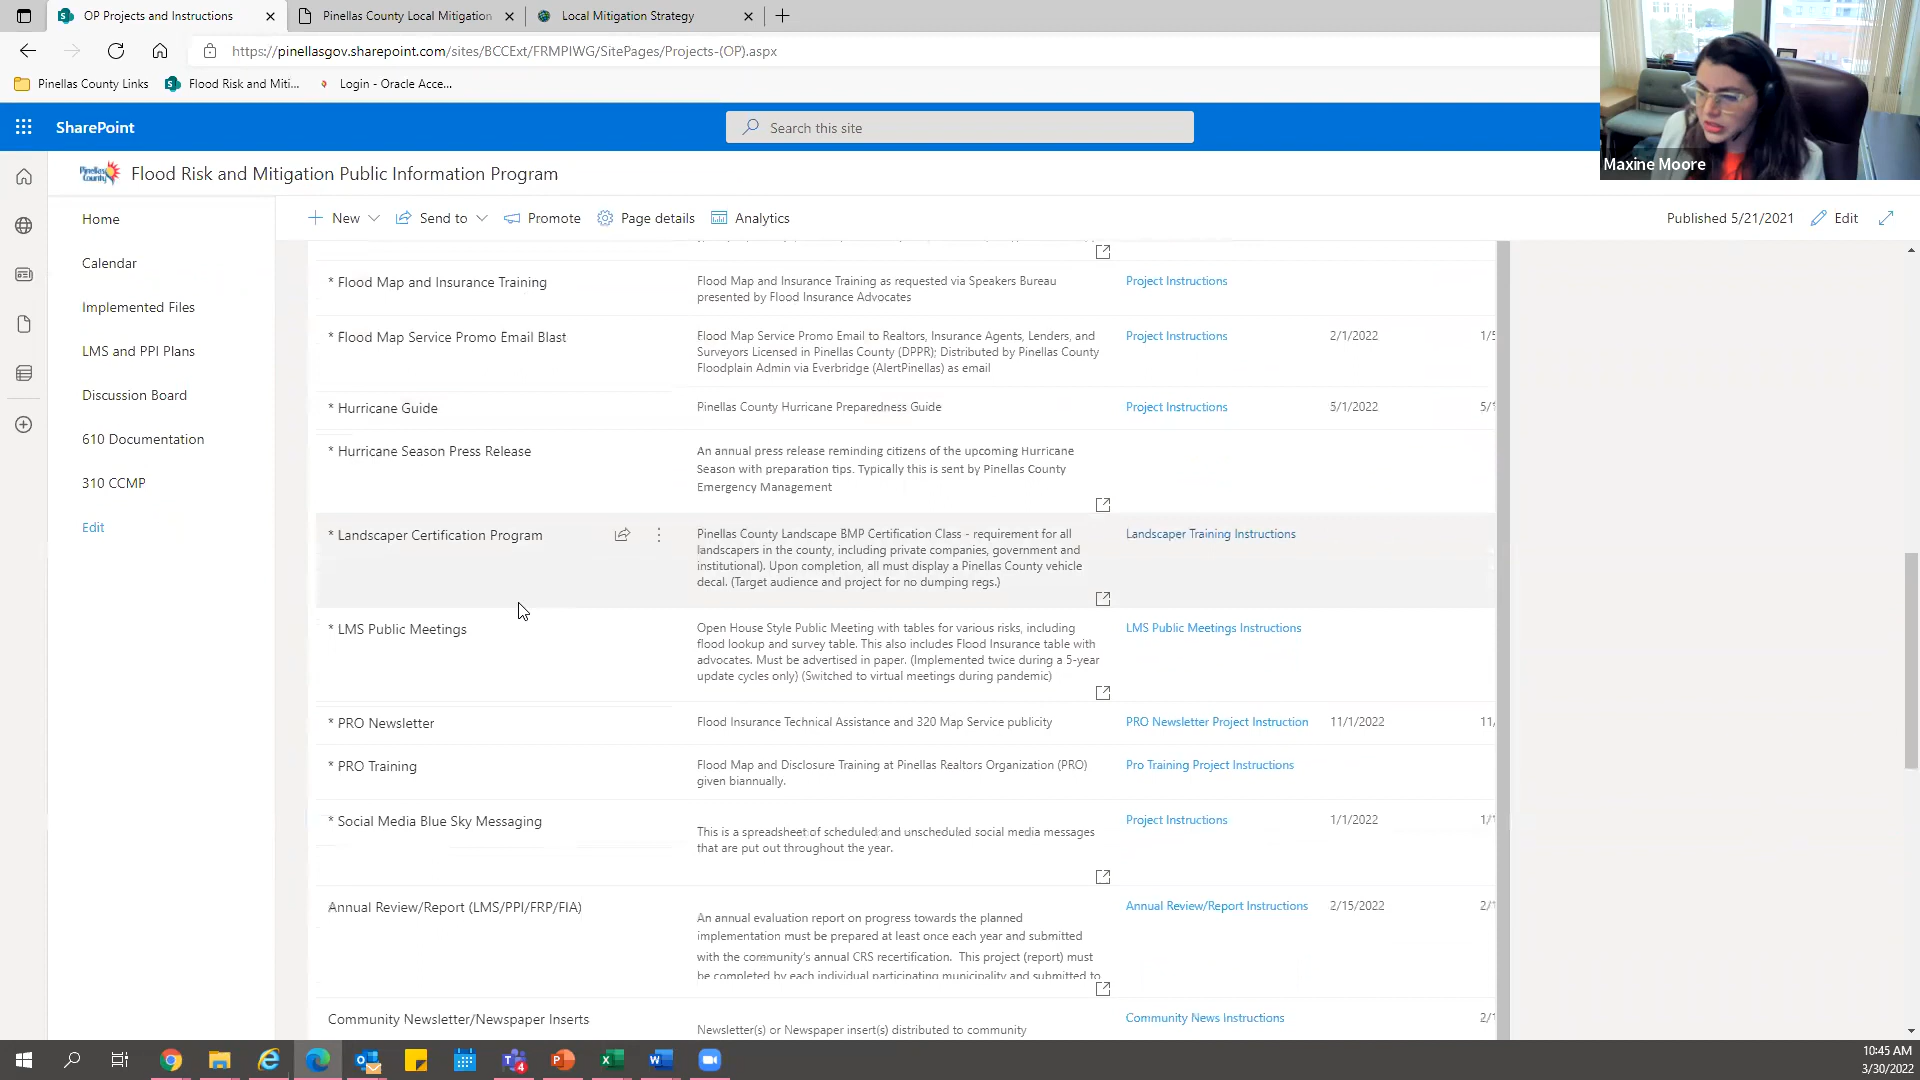 OP Projects and Instructions
Pinellas County Local Mitigation
Local Mitigation Strategy
https://pinellasgov.sharepoint.com/sites/BCCExt/FRMPIWG/SitePages/Projects-(OP).aspx
Pinellas County Links
Flood Risk and Miti...
Login - Oracle Acce...
SharePoint
Search this site
Maxine Moore
Pinellas County
Flood Risk and Mitigation Public Information Program
Home
Calendar
Implemented Files
LMS and PPI Plans
Discussion Board
610 Documentation
310 CCMP
Edit
New
Send to
Promote
Page details
Analytics
Published 5/21/2021
Edit
* Flood Map and Insurance Training
Flood Map and Insurance Training as requested via Speakers Bureau
presented by Flood Insurance Advocates
Project Instructions
* Flood Map Service Promo Email Blast
Flood Map Service Promo Email to Realtors, Insurance Agents, Lenders, and
Surveyors Licensed in Pinellas County (DPPR); Distributed by Pinellas County
Floodplain Admin via Everbridge (AlertPinellas) as email
Project Instructions
2/1/2022
1/5
* Hurricane Guide
Pinellas County Hurricane Preparedness Guide
Project Instructions
5/1/2022
5/
* Hurricane Season Press Release
An annual press release reminding citizens of the upcoming Hurricane
Season with preparation tips. Typically this is sent by Pinellas County
Emergency Management
* Landscaper Certification Program
Pinellas County Landscape BMP Certification Class - requirement for all
landscapers in the county, including private companies, government and
institutional). Upon completion, all must display a Pinellas County vehicle
decal. (Target audience and project for no dumping regs.)
Landscaper Training Instructions
* LMS Public Meetings
Open House Style Public Meeting with tables for various risks, including
flood lookup and survey table. This also includes Flood Insurance table with
advocates. Must be advertised in paper. (Implemented twice during a 5-year
update cycles only) (Switched to virtual meetings during pandemic)
LMS Public Meetings Instructions
* PRO Newsletter
Flood Insurance Technical Assistance and 320 Map Service publicity
PRO Newsletter Project Instruction
11/1/2022
11/
* PRO Training
Flood Map and Disclosure Training at Pinellas Realtors Organization (PRO)
given biannually.
Pro Training Project Instructions
* Social Media Blue Sky Messaging
This is a spreadsheet of scheduled and unscheduled social media messages
that are put out throughout the year.
Project Instructions
1/1/2022
1/
Annual Review/Report (LMS/PPI/FRP/FIA)
An annual evaluation report on progress towards the planned
implementation must be prepared at least once each year and submitted
with the community's annual CRS recertification. This project (report) must
be completed by each individual participating municipality and submitted to
Annual Review/Report Instructions
2/15/2022
2/
Community Newsletter/Newspaper Inserts
Newsletter(s) or Newspaper insert(s) distributed to community
Community News Instructions
2/
4
10:45 AM
3/30/2022